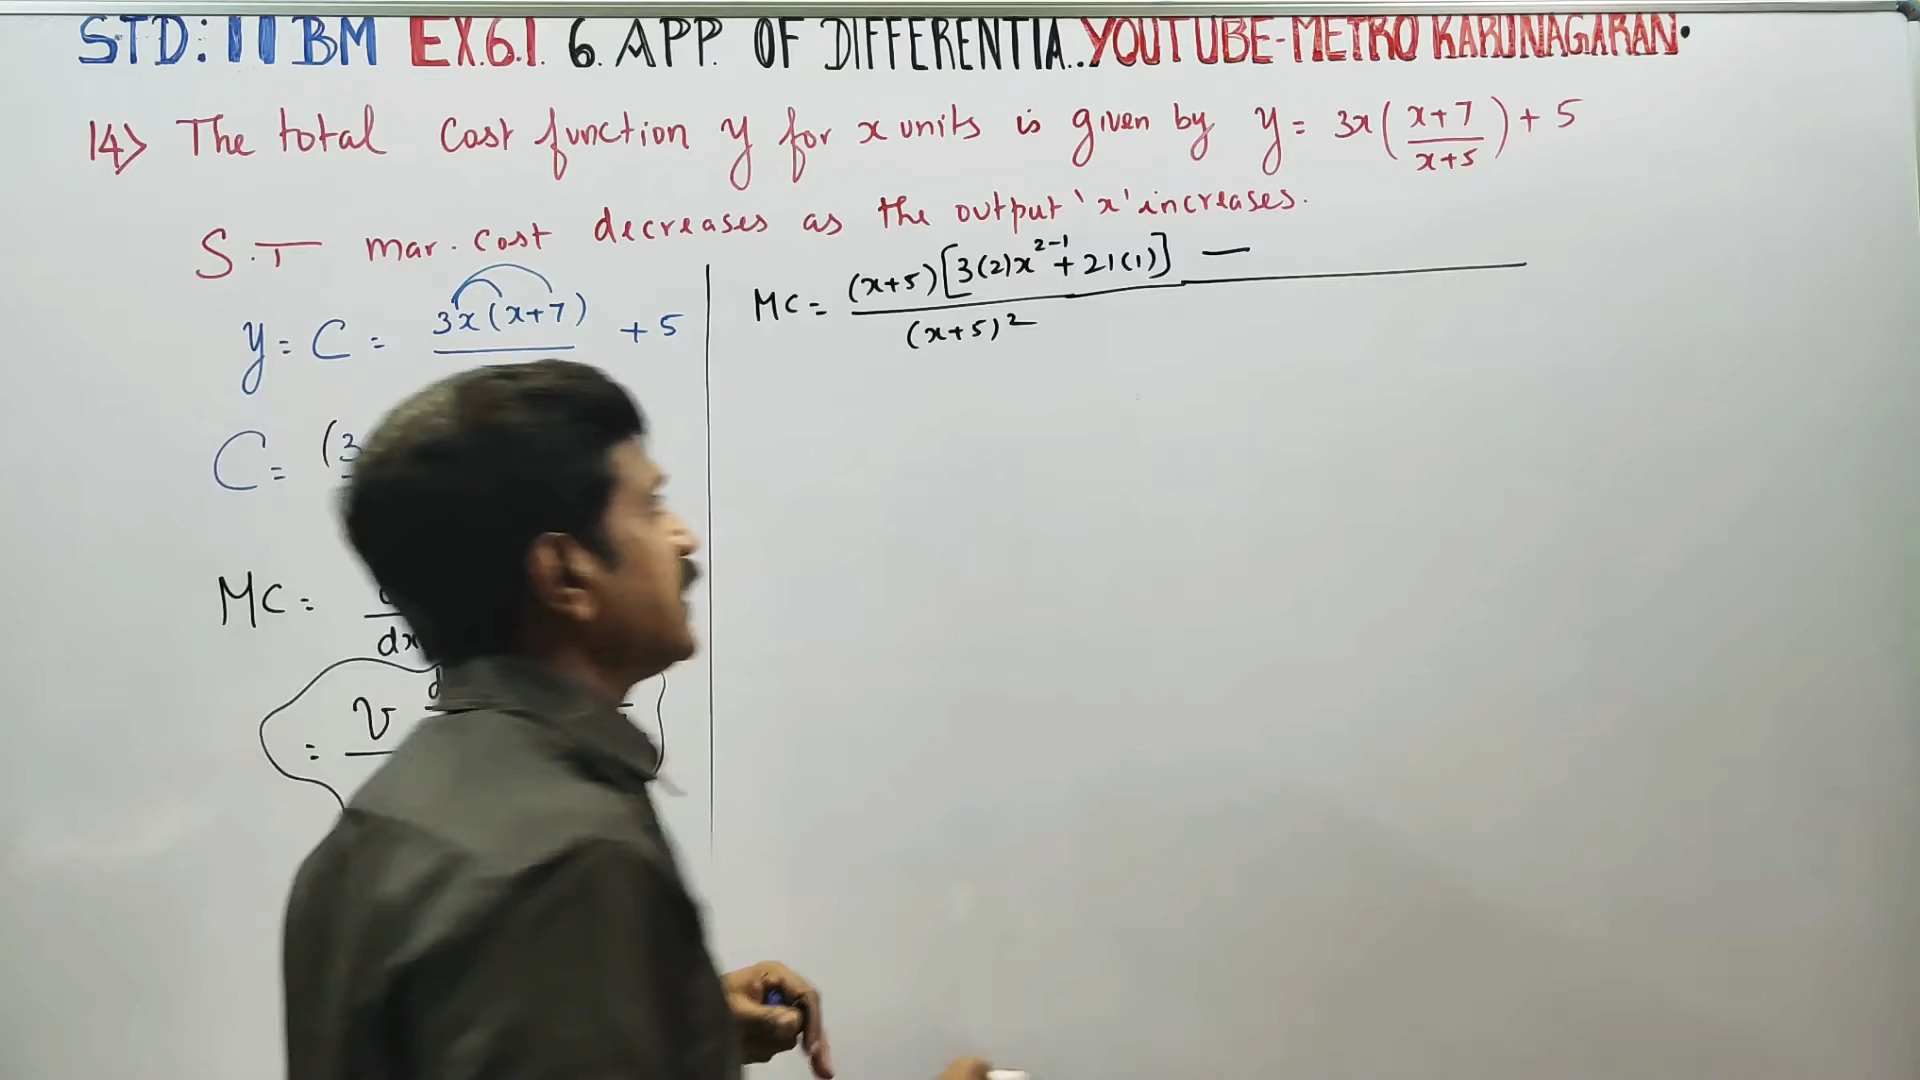 STD: 11 BM EX.6.1. 6. APP. OF DIFFERENTIA.. YOUTUBE-METRO KARUNAGARAN.
14) The total Cost function y for x units is given by y = 3x(x+7/x+5) + 5
S.T mar. cost decreases as the output 'x' increases.
y = C = 3x(x+7) + 5
C = (3
MC =
dx
= v d
MC = (x+5)[3(2)x^2-1 + 21(1)] —
(x+5)^2